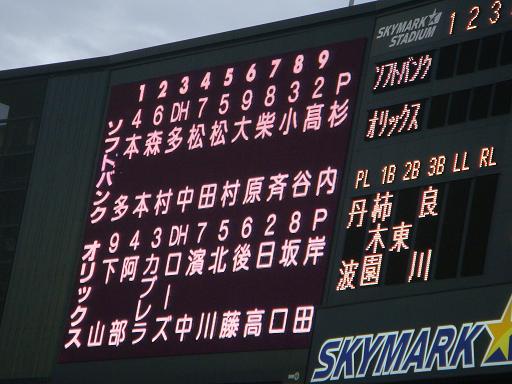 SKYMARK STADIUM
1 2 3
ソフトバンク
オリックス
1 2 3 4 5 6 7 8 9
4 6 DH 7 5 9 8 3 2 P
ソフトバンク
本多
森本
多村
松中
松田
大村
柴原
小斉
高谷
杉内
9 4 3 DH 7 5 6 2 8 P
オリックス
下山
阿部
カブレラ
ローズ
濱中
北川
後藤
日高
坂口
岸田
PL 1B 2B 3B LL RL
丹波
柿木園
東
良川
SKYMARK